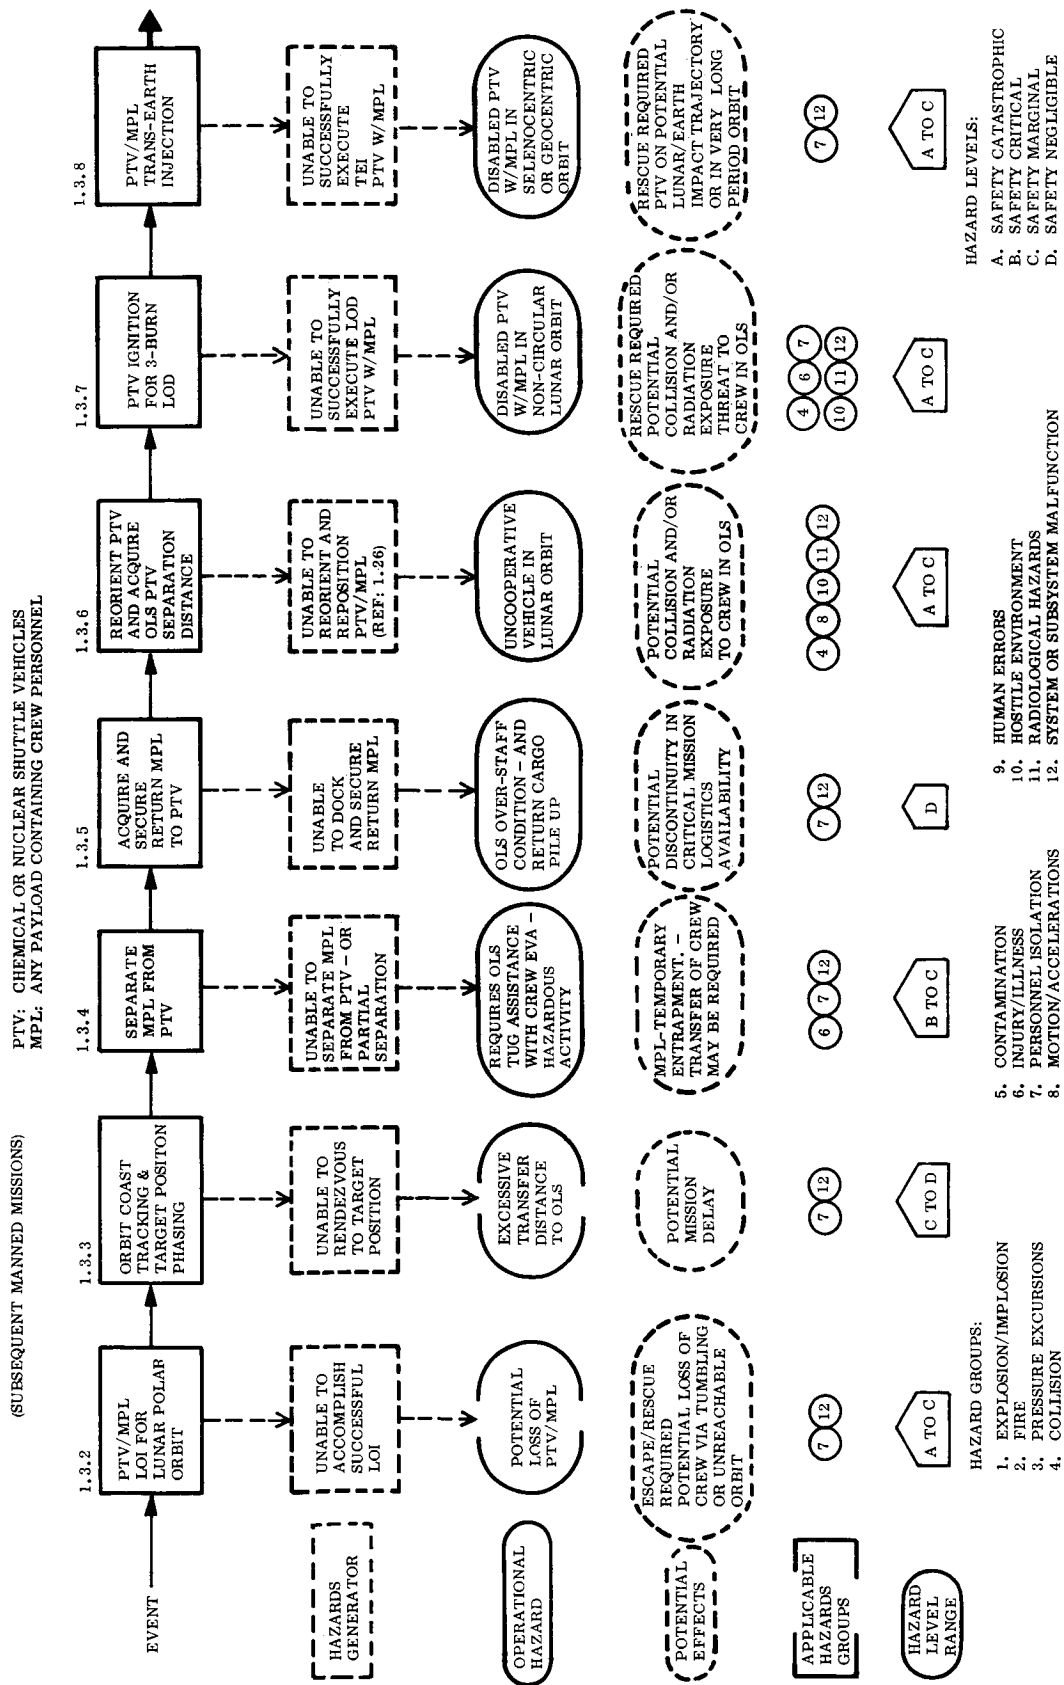 (SUBSEQUENT MANNED MISSIONS)
PTV: CHEMICAL OR NUCLEAR SHUTTLE VEHICLES
MPL: ANY PAYLOAD CONTAINING CREW PERSONNEL
EVENT
1.3.2
PTV/MPL
LOI FOR
LUNAR POLAR
ORBIT
1.3.3
ORBIT COAST
TRACKING &
TARGET POSITON
PHASING
1.3.4
SEPARATE
MPL FROM
PTV
1.3.5
ACQUIRE AND
SECURE
RETURN MPL
TO PTV
1.3.6
REORIENT PTV
AND ACQUIRE
OLS PTV
SEPARATION
DISTANCE
1.3.7
PTV IGNITION
FOR 3-BURN
LOD
1.3.8
PTV/MPL
TRANS-EARTH
INJECTION
HAZARDS
GENERATOR
UNABLE TO
ACCOMPLISH
SUCCESSFUL
LOI
UNABLE TO
RENDEZVOUS
TO TARGET
POSITION
UNABLE TO
SEPARATE MPL
FROM PTV - OR
PARTIAL
SEPARATION
UNABLE
TO DOCK
AND SECURE
RETURN MPL
UNABLE TO
REORIENT AND
REPOSITION
PTV/MPL
(REF: 1.26)
UNABLE TO
SUCCESSFULLY
EXECUTE LOD
PTV W/MPL
UNABLE TO
SUCCESSFULLY
EXECUTE
TEI
PTV W/MPL
OPERATIONAL
HAZARD
POTENTIAL
LOSS OF
PTV/MPL
EXCESSIVE
TRANSFER
DISTANCE
TO OLS
REQUIRES OLS
TUG ASSISTANCE
WITH CREW EVA -
HAZARDOUS
ACTIVITY
OLS OVER-STAFF
CONDITION - AND
RETURN CARGO
PILE UP
UNCOOPERATIVE
VEHICLE IN
LUNAR ORBIT
DISABLED PTV
W/MPL IN
NON-CIRCULAR
LUNAR ORBIT
DISABLED PTV
W/MPL IN
SELENOCENTRIC
OR GEOCENTRIC
ORBIT
POTENTIAL
EFFECTS
ESCAPE/RESCUE
REQUIRED
POTENTIAL LOSS OF
CREW VIA TUMBLING
OR UNREACHABLE
ORBIT
POTENTIAL
MISSION
DELAY
MPL-TEMPORARY
ENTRAPMENT. -
TRANSFER OF CREW
MAY BE REQUIRED
POTENTIAL
DISCONTINUITY IN
CRITICAL MISSION
LOGISTICS
AVAILABILITY
POTENTIAL
COLLISION AND/OR
RADIATION
EXPOSURE
TO CREW IN OLS
RESCUE REQUIRED
POTENTIAL
COLLISION AND/OR
RADIATION
EXPOSURE
THREAT TO
CREW IN OLS
RESCUE REQUIRED
PTV ON POTENTIAL
LUNAR/EARTH
IMPACT TRAJECTORY
OR IN VERY LONG
PERIOD ORBIT
APPLICABLE
HAZARDS
GROUPS
7 12
7 12
6 7 12
7 12
4 8 10 11 12
4 6 7
10 11 12
7 12
HAZARD
LEVEL
RANGE
A TO C
C TO D
B TO C
D
A TO C
A TO C
A TO C
HAZARD GROUPS:
1. EXPLOSION/IMPLOSION
2. FIRE
3. PRESSURE EXCURSIONS
4. COLLISION
5. CONTAMINATION
6. INJURY/ILLNESS
7. PERSONNEL ISOLATION
8. MOTION/ACCELERATIONS
9. HUMAN ERRORS
10. HOSTILE ENVIRONMENT
11. RADIOLOGICAL HAZARDS
12. SYSTEM OR SUBSYSTEM MALFUNCTION
HAZARD LEVELS:
A. SAFETY CATASTROPHIC
B. SAFETY CRITICAL
C. SAFETY MARGINAL
D. SAFETY NEGLIGIBLE